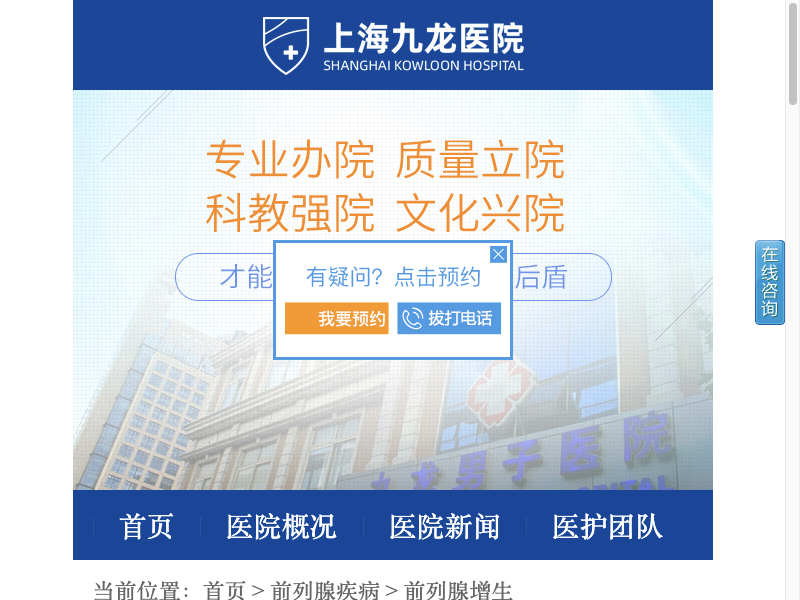 上海九龙医院
SHANGHAI KOWLOON HOSPITAL
专业办院 质量立院
科教强院 文化兴院
才能
后盾
有疑问？点击预约
我要预约
拔打电话
在线咨询
九龙男子医院
首页
医院概况
医院新闻
医护团队
当前位置：首页 > 前列腺疾病 > 前列腺增生